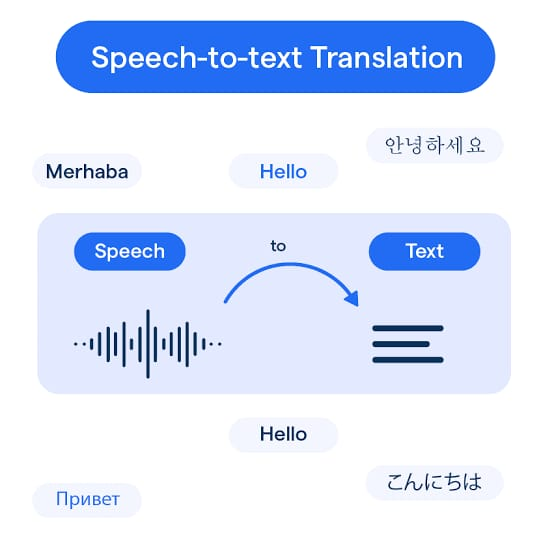 Speech-to-text Translation
안녕하세요
Merhaba
Hello
to
Speech
Text
Hello
こんにちは
Привет